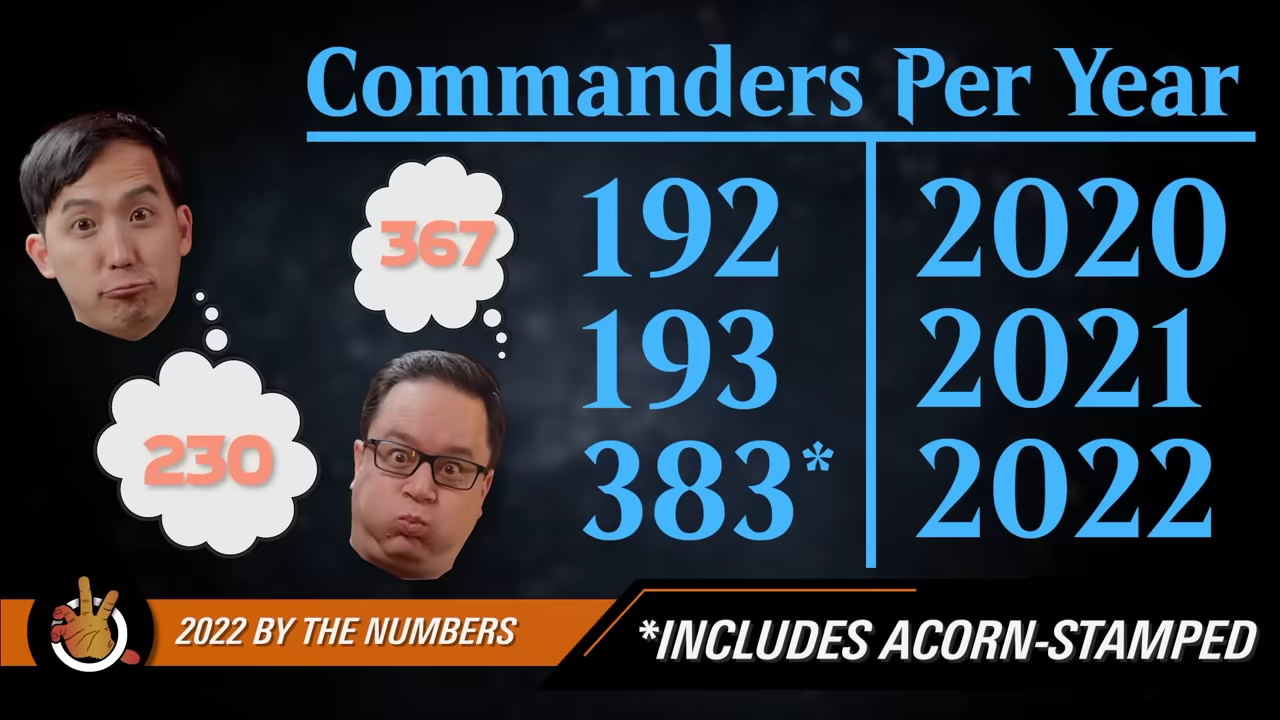 Commanders Per Year
367
192 2020
193 2021
230
383* 2022
2022 BY THE NUMBERS
*INCLUDES ACORN-STAMPED